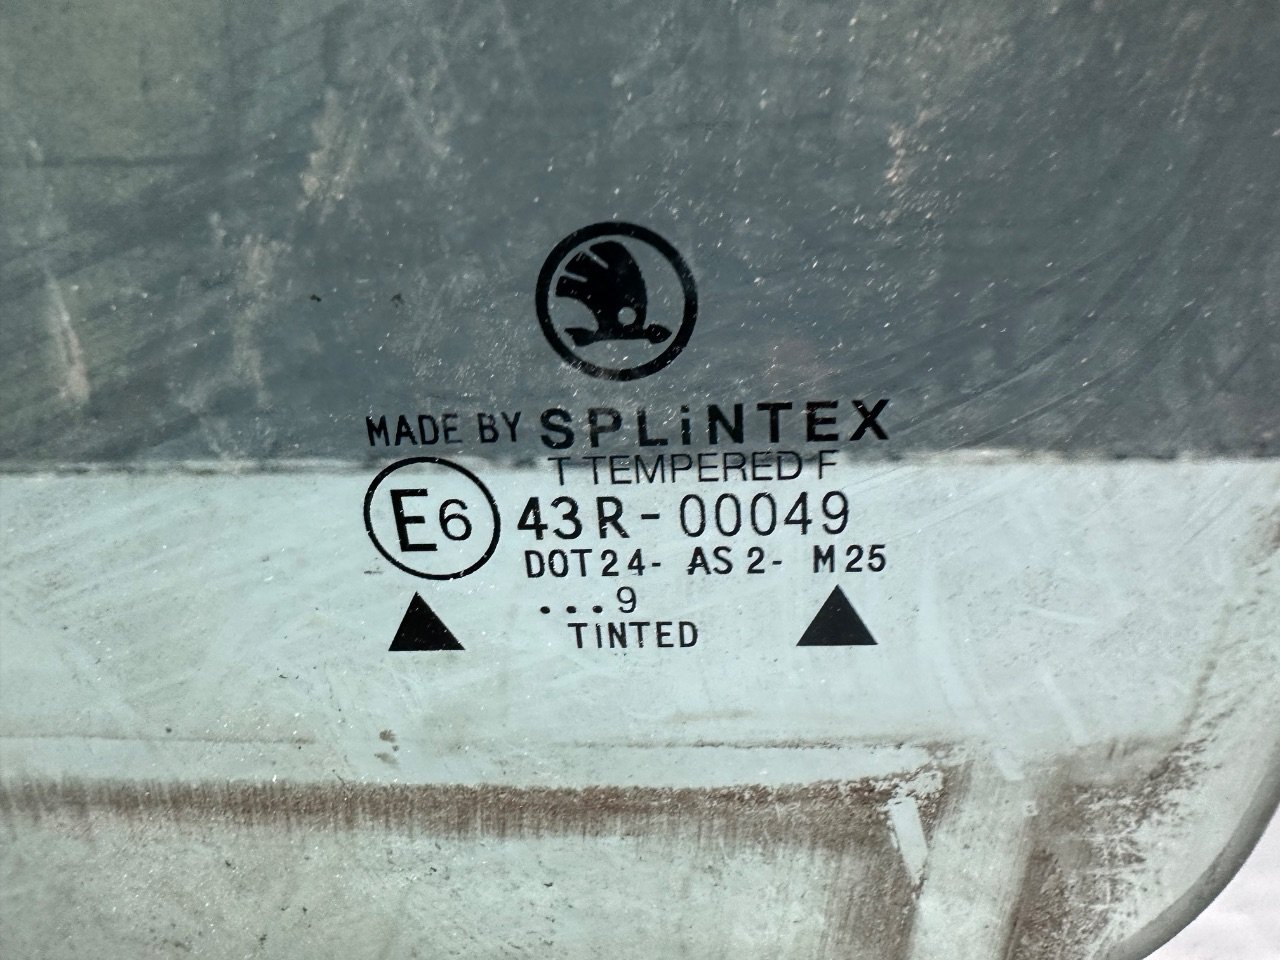 MADE BY SPLiNTEX
T TEMPERED F
E6 43R-00049
DOT24- AS2- M25
...9
TiNTED